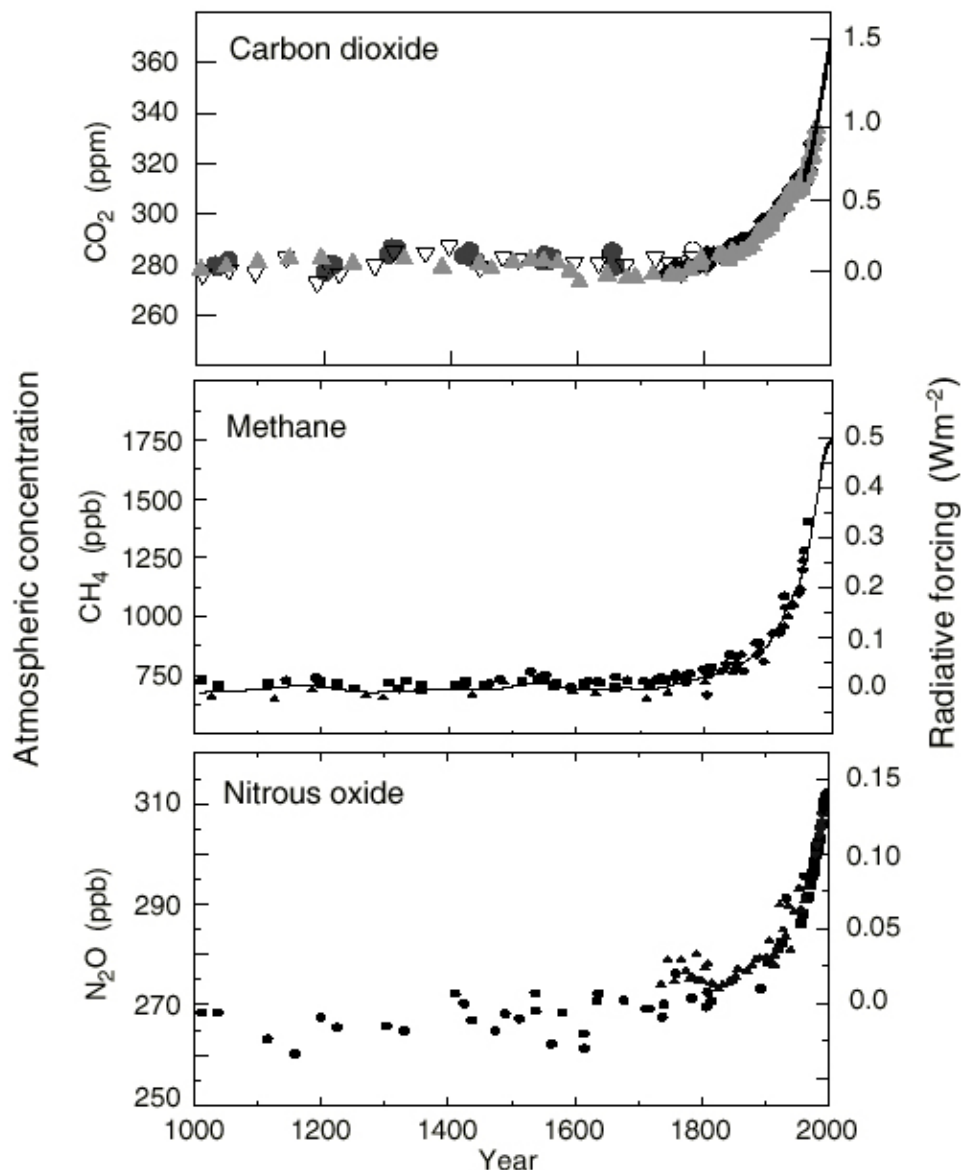 Carbon dioxide
360
340
320
300
280
260
CO₂ (ppm)
1.5
1.0
0.5
0.0
Methane
1750
1500
1250
1000
750
CH₄ (ppb)
0.5
0.4
0.3
0.2
0.1
0.0
Nitrous oxide
310
290
270
250
N₂O (ppb)
0.15
0.10
0.05
0.0
1000 1200 1400 1600 1800 2000
Year
Atmospheric concentration
Radiative forcing (Wm⁻²)